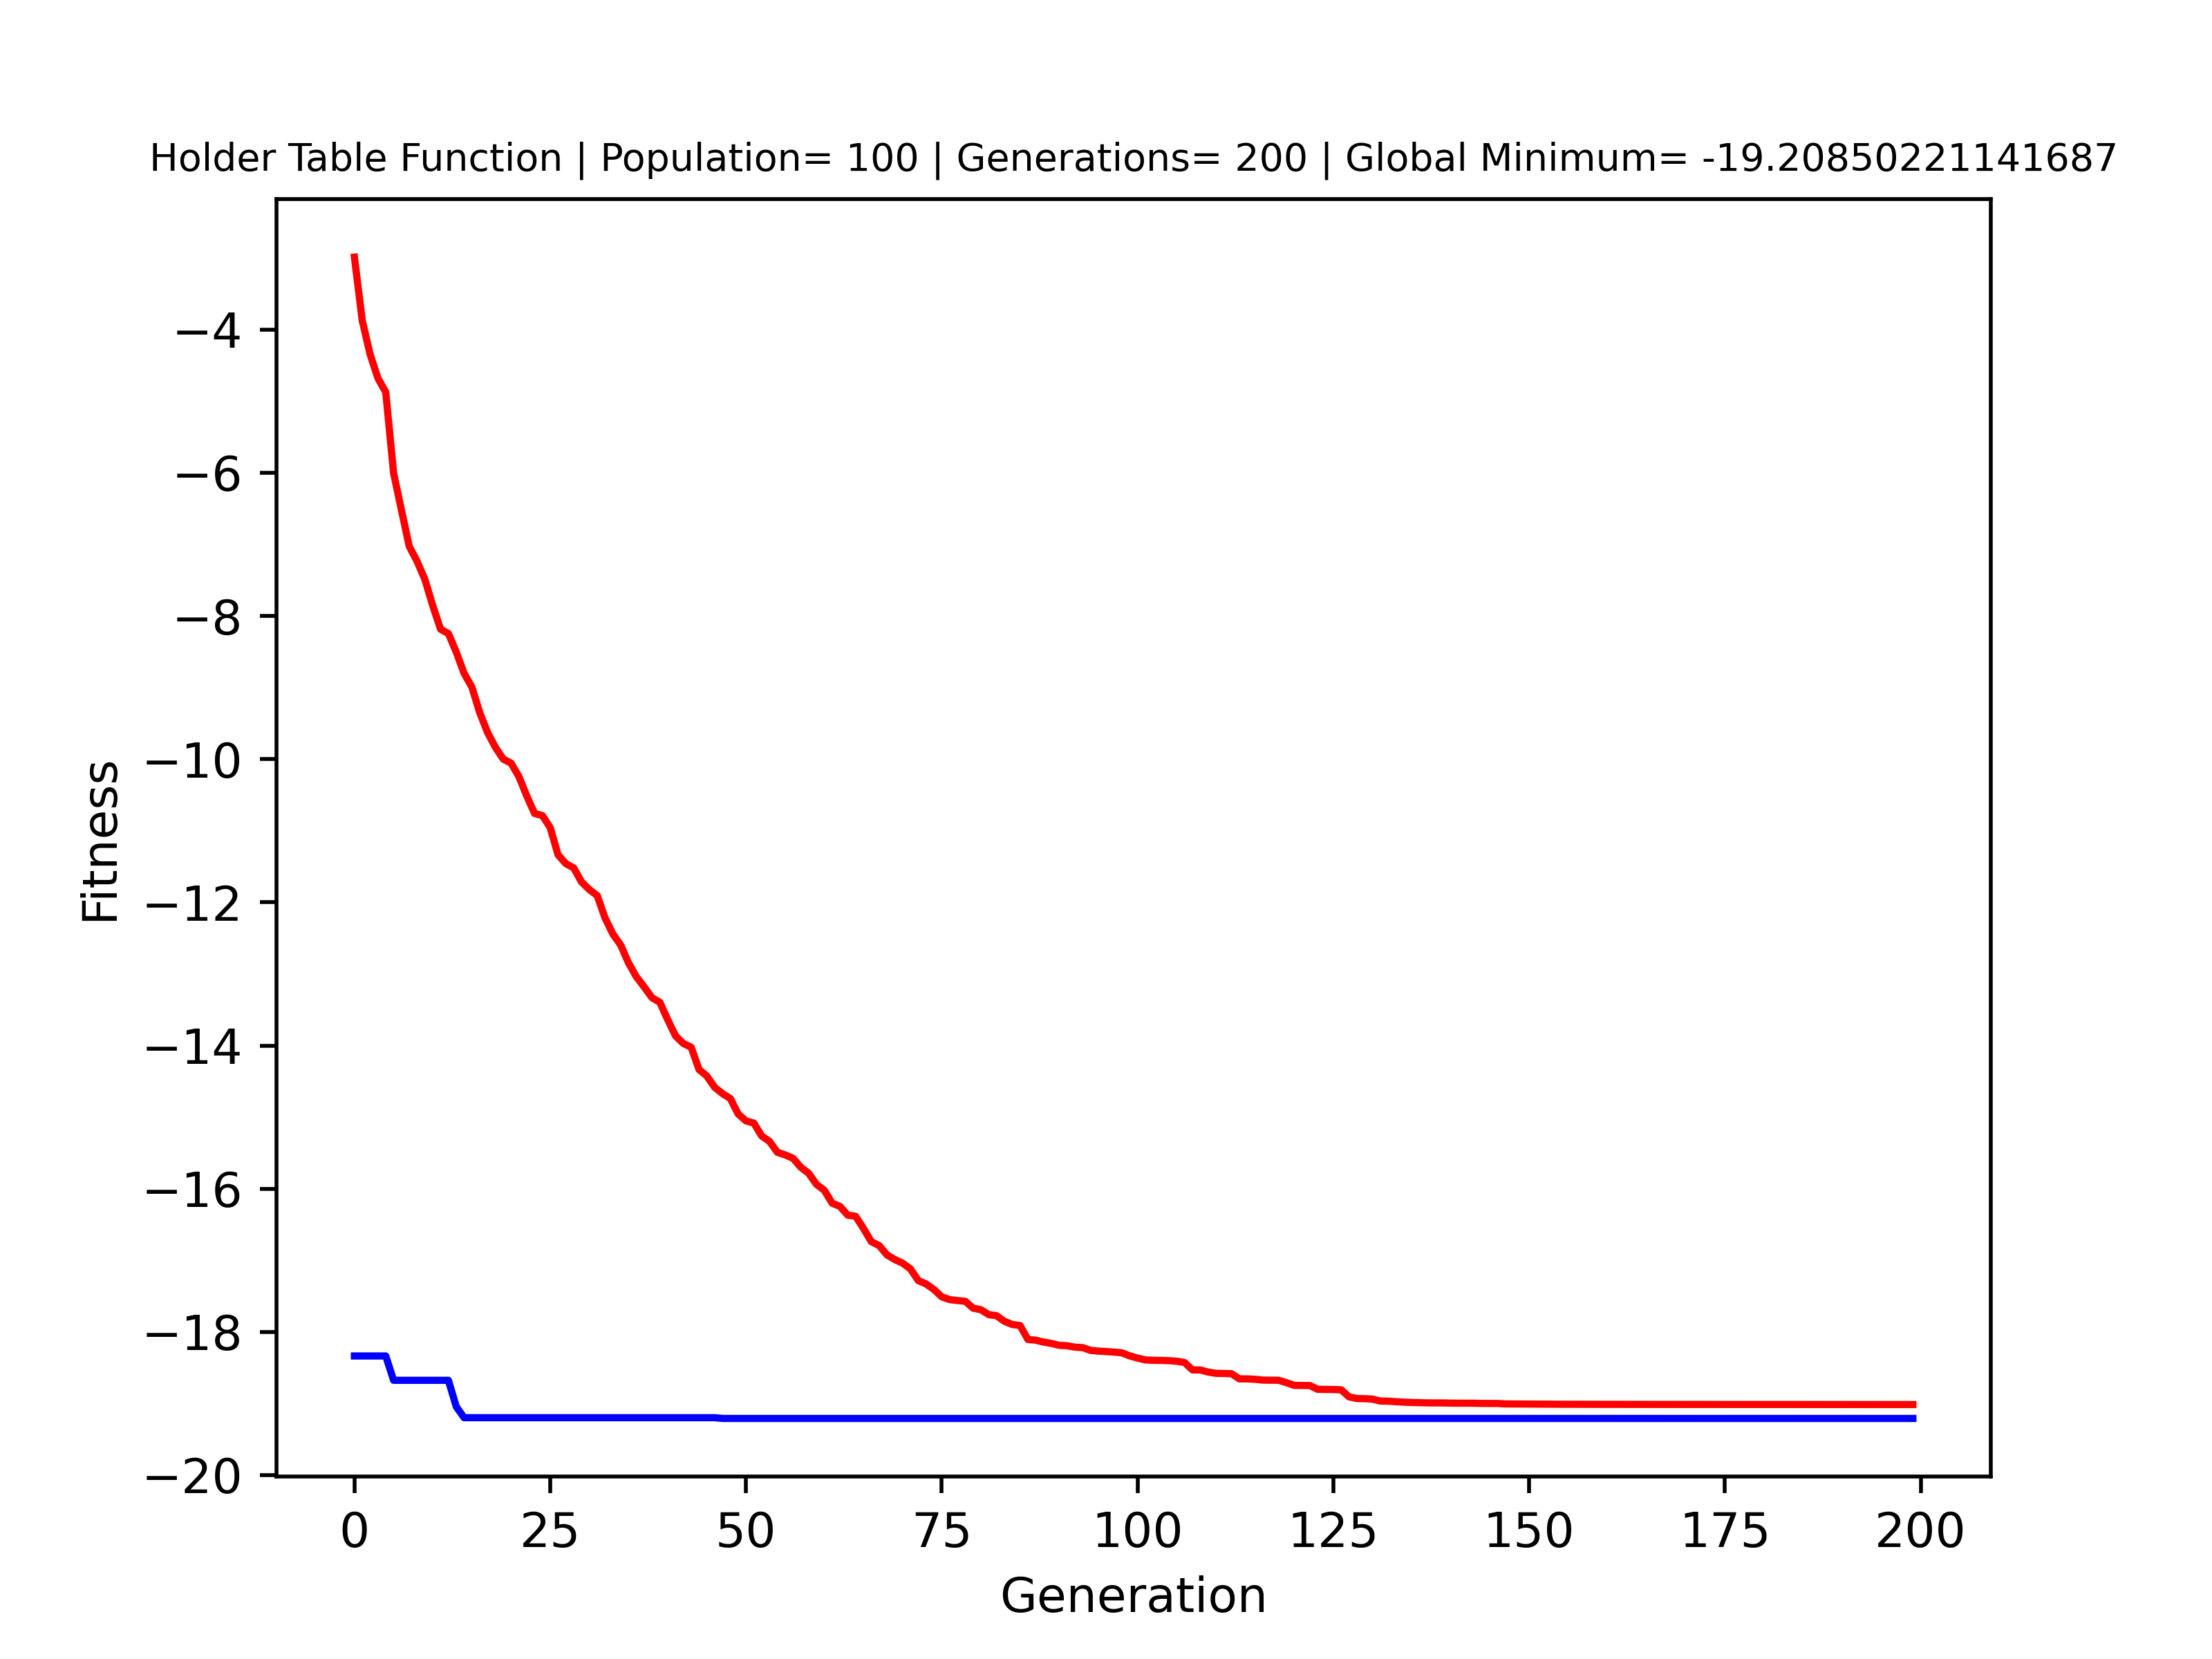 Holder Table Function | Population= 100 | Generations= 200 | Global Minimum= -19.20850221141687
−4
−6
−8
−10
−12
−14
−16
−18
−20
Fitness
0 25 50 75 100 125 150 175 200
Generation